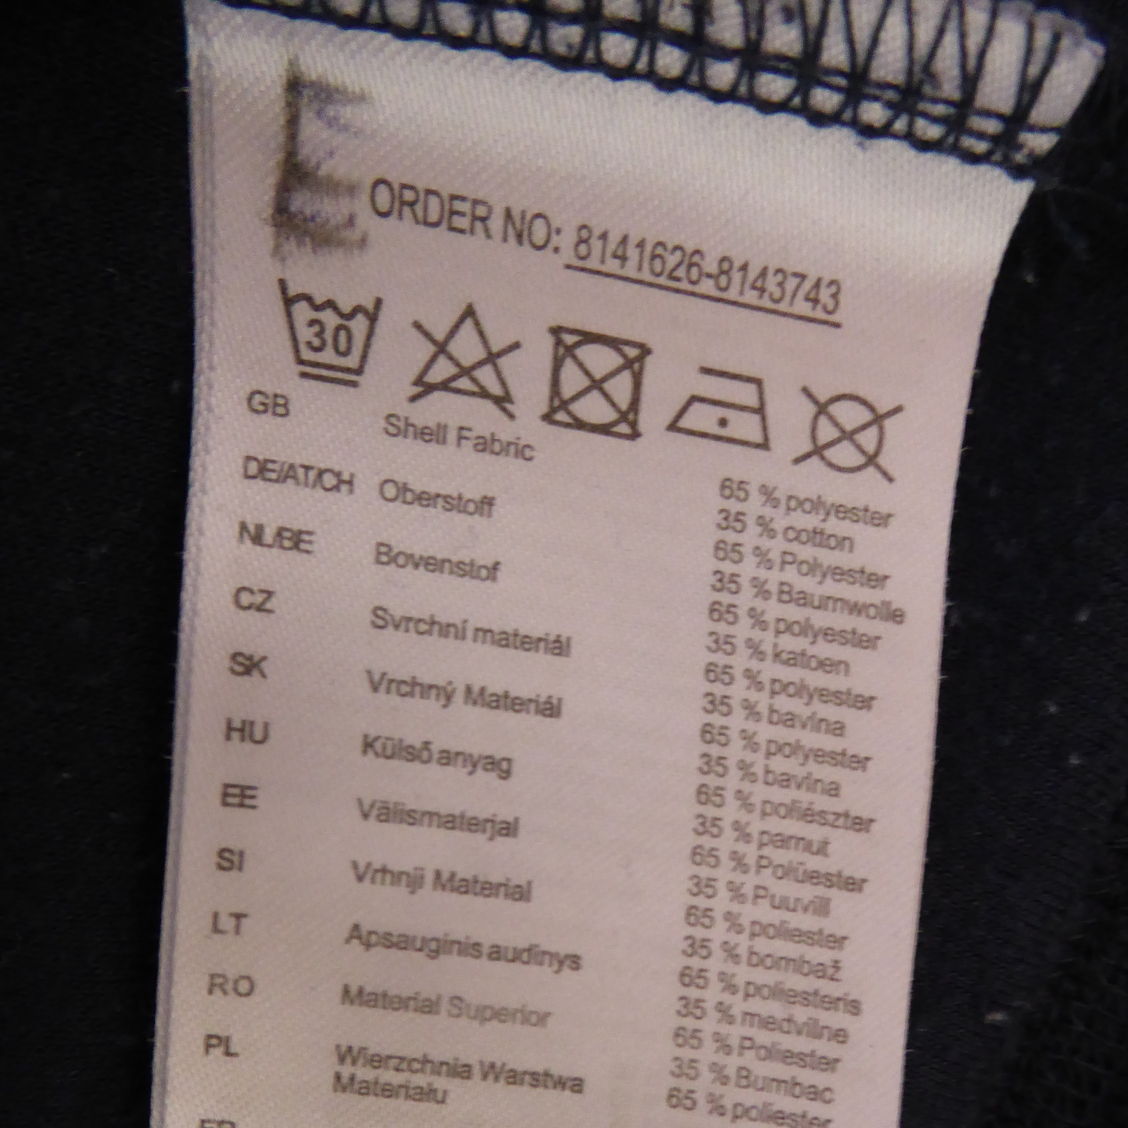 ORDER NO: 8141626-8143743
30
GB Shell Fabric 65 % polyester
35 % cotton
DE/AT/CH Oberstoff 65 % Polyester
35 % Baumwolle
NL/BE Bovenstof 65 % polyester
35 % katoen
CZ Svrchní materiál 65 % polyester
35 % bavlna
SK Vrchný Materiál 65 % polyester
35 % bavlna
HU Külső anyag 65 % poliészter
35 % pamut
EE Välismaterjal 65 % Polüester
35 % Puuvill
SI Vrhnji Material 65 % poliester
35 % bombaž
LT Apsauginis audinys 65 % poliesteris
35 % medvilne
RO Material Superior 65 % Poliester
35 % Bumbac
PL Wierzchnia Warstwa 65 % poliester
Materiału